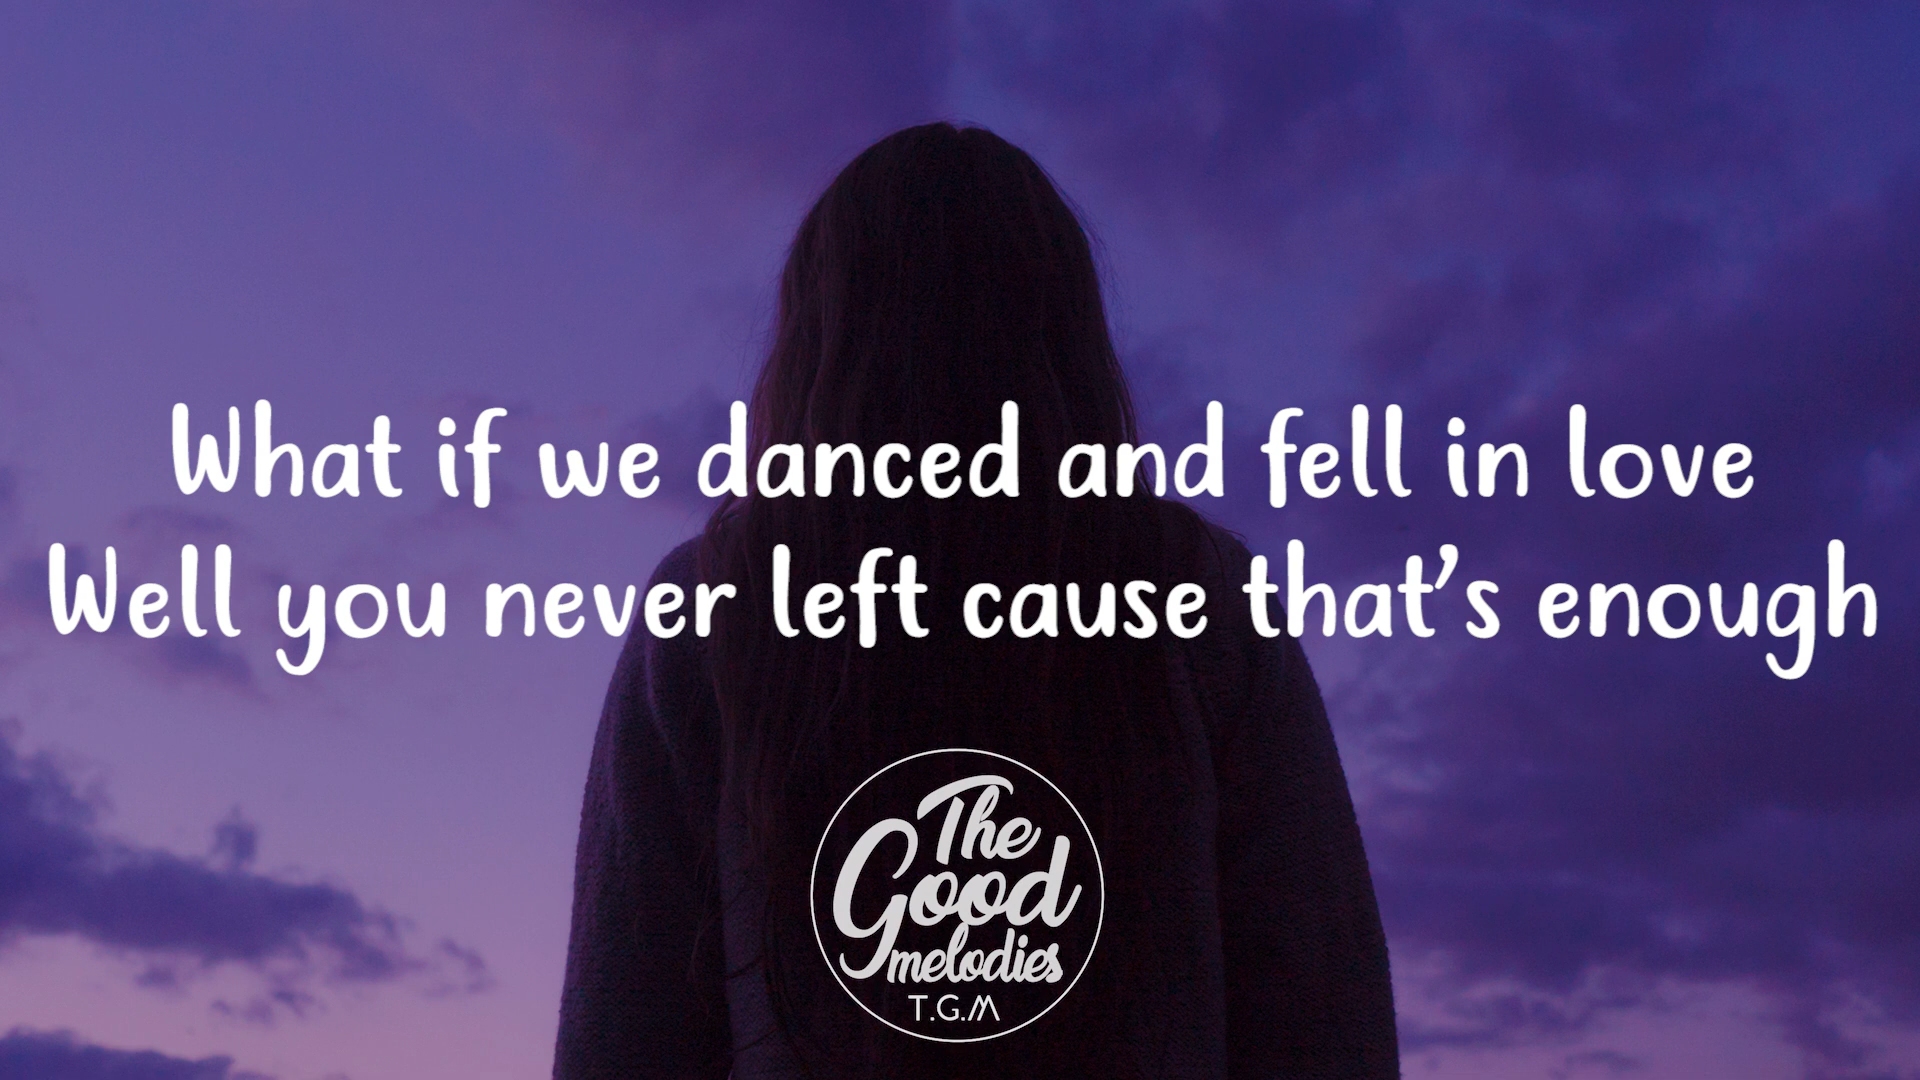 What if we danced and fell in love
Well you never left cause that's enough
The
Good
melodies
T.G.M